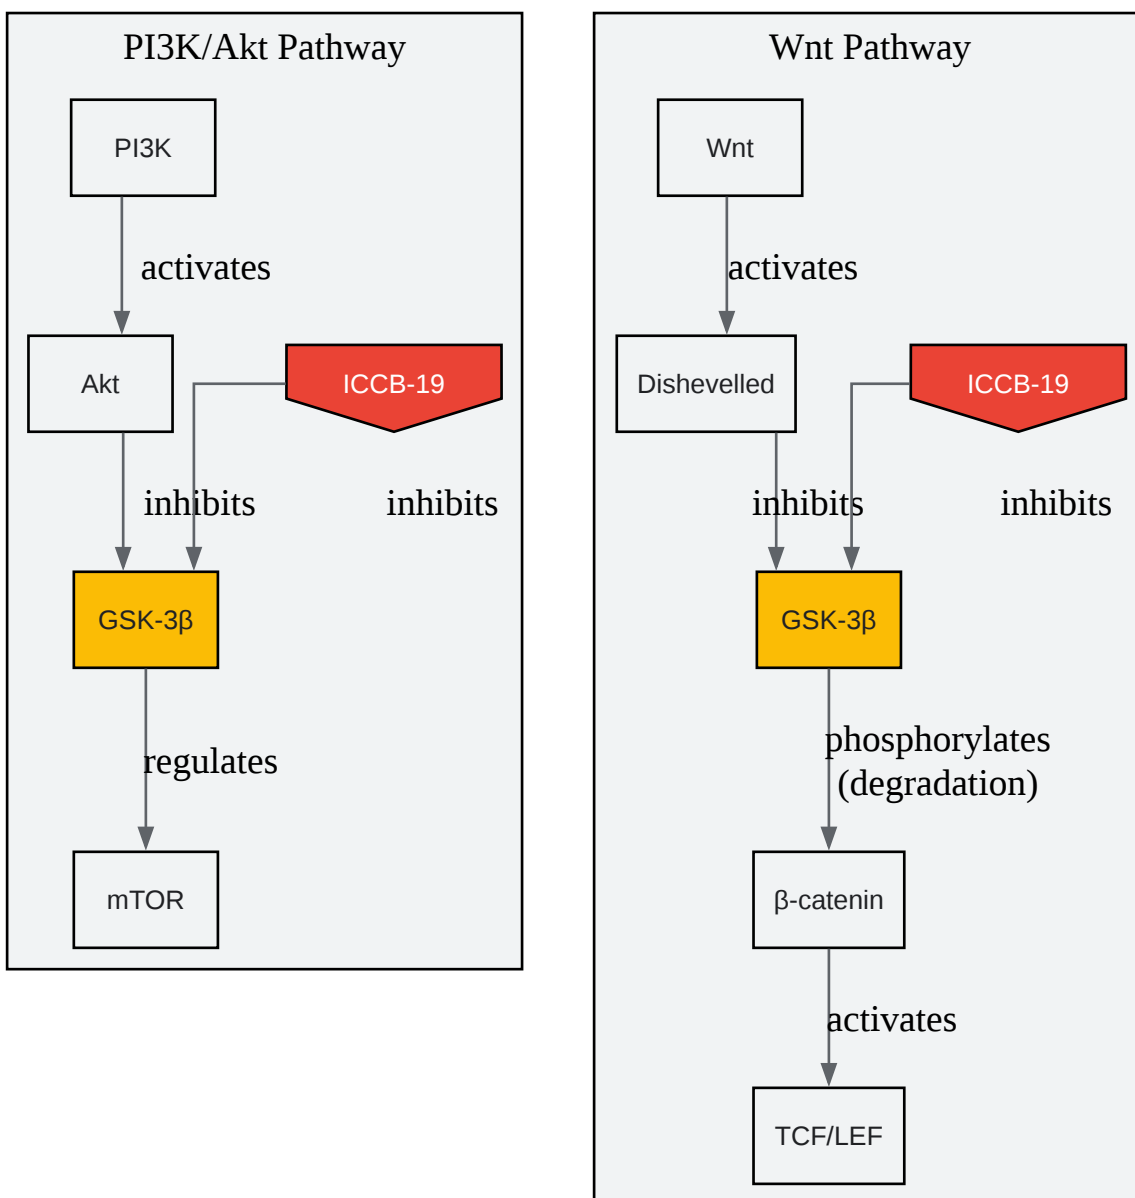 PI3K/Akt Pathway
PI3K
activates
Akt
ICCB-19
inhibits
inhibits
GSK-3β
regulates
mTOR
Wnt Pathway
Wnt
activates
Dishevelled
ICCB-19
inhibits
inhibits
GSK-3β
phosphorylates
(degradation)
β-catenin
activates
TCF/LEF